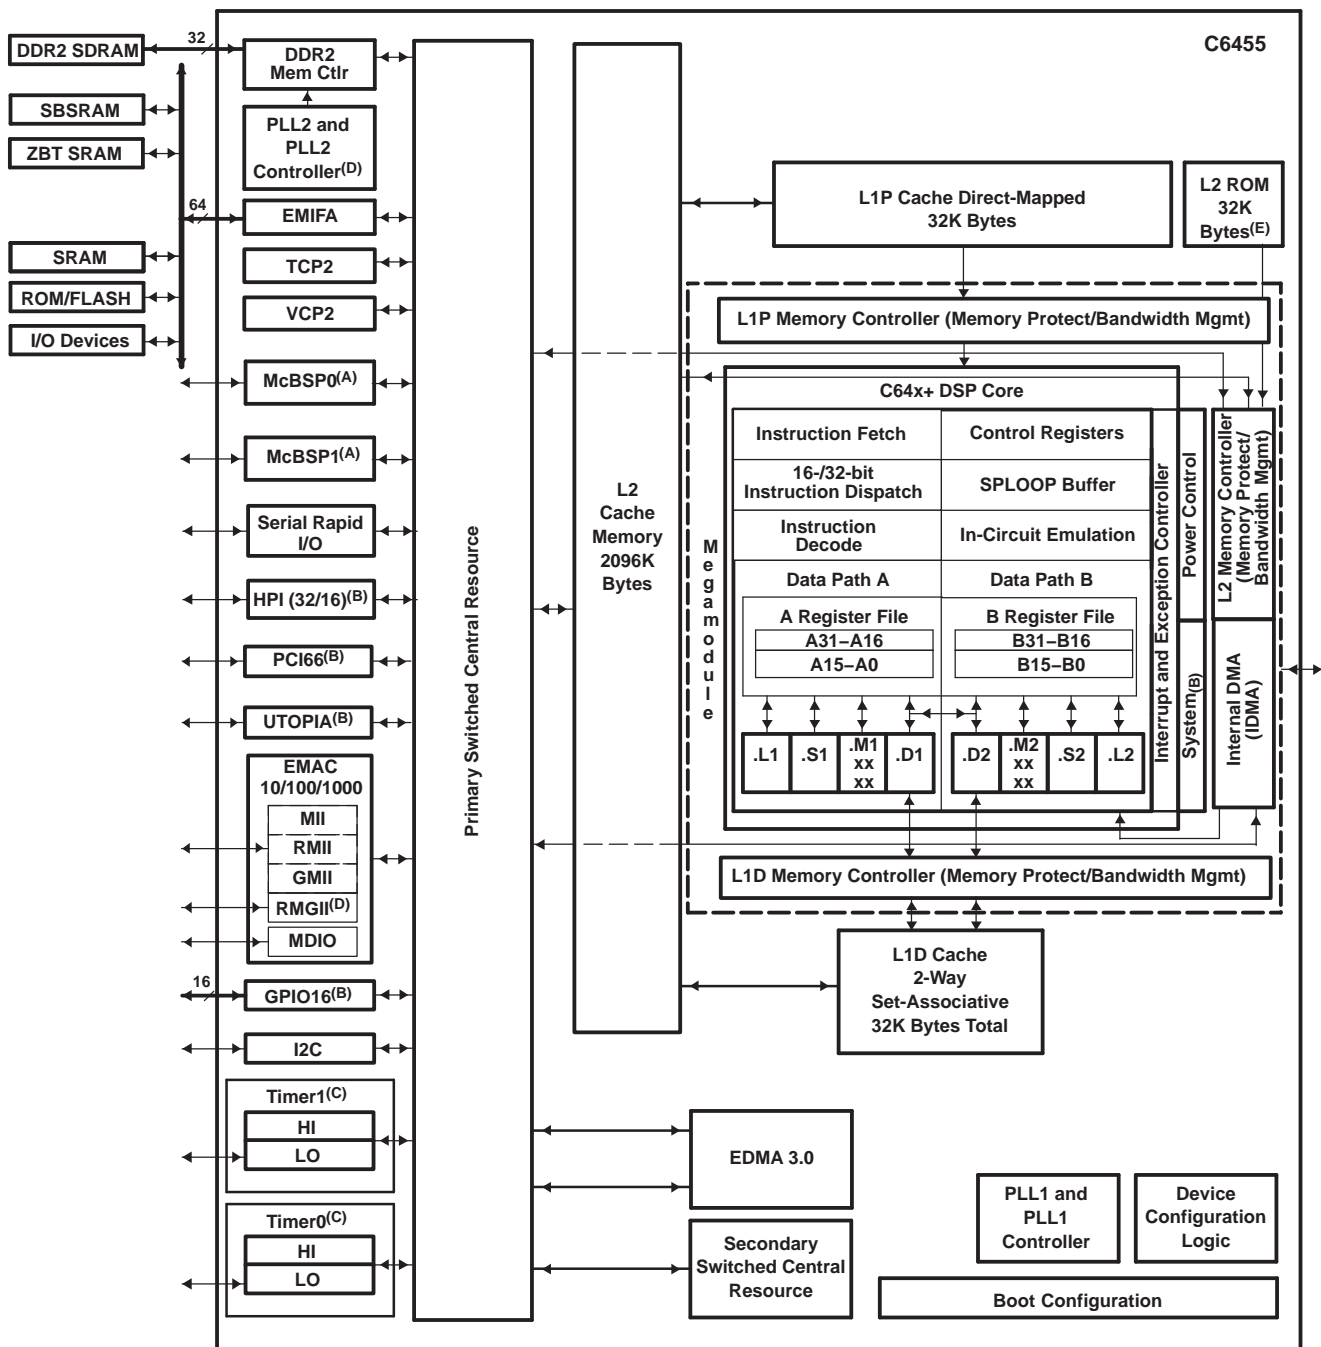 C6455
DDR2 SDRAM
32
SBSRAM
ZBT SRAM
64
SRAM
ROM/FLASH
I/O Devices
DDR2
Mem Ctlr
PLL2 and
PLL2
Controller(D)
EMIFA
TCP2
VCP2
McBSP0(A)
McBSP1(A)
Serial Rapid
I/O
HPI (32/16)(B)
PCI66(B)
UTOPIA(B)
EMAC
10/100/1000
MII
RMII
GMII
RMGII(D)
MDIO
16
GPIO16(B)
I2C
Timer1(C)
HI
LO
Timer0(C)
HI
LO
Primary Switched Central Resource
L2
Cache
Memory
2096K
Bytes
L1P Cache Direct-Mapped
32K Bytes
L2 ROM
32K
Bytes(E)
L1P Memory Controller (Memory Protect/Bandwidth Mgmt)
Megamodule
C64x+ DSP Core
Instruction Fetch
Control Registers
16-/32-bit
Instruction Dispatch
SPLOOP Buffer
Instruction
Decode
In-Circuit Emulation
Data Path A
Data Path B
A Register File
A31–A16
A15–A0
B Register File
B31–B16
B15–B0
.L1
.S1
.M1
xx
xx
.D1
.D2
.M2
xx
xx
.S2
.L2
Interrupt and Exception Controller
Power Control
System(B)
L2 Memory Controller
(Memory Protect/
Bandwidth Mgmt)
Internal DMA
(IDMA)
L1D Memory Controller (Memory Protect/Bandwidth Mgmt)
L1D Cache
2-Way
Set-Associative
32K Bytes Total
EDMA 3.0
Secondary
Switched Central
Resource
PLL1 and
PLL1
Controller
Device
Configuration
Logic
Boot Configuration